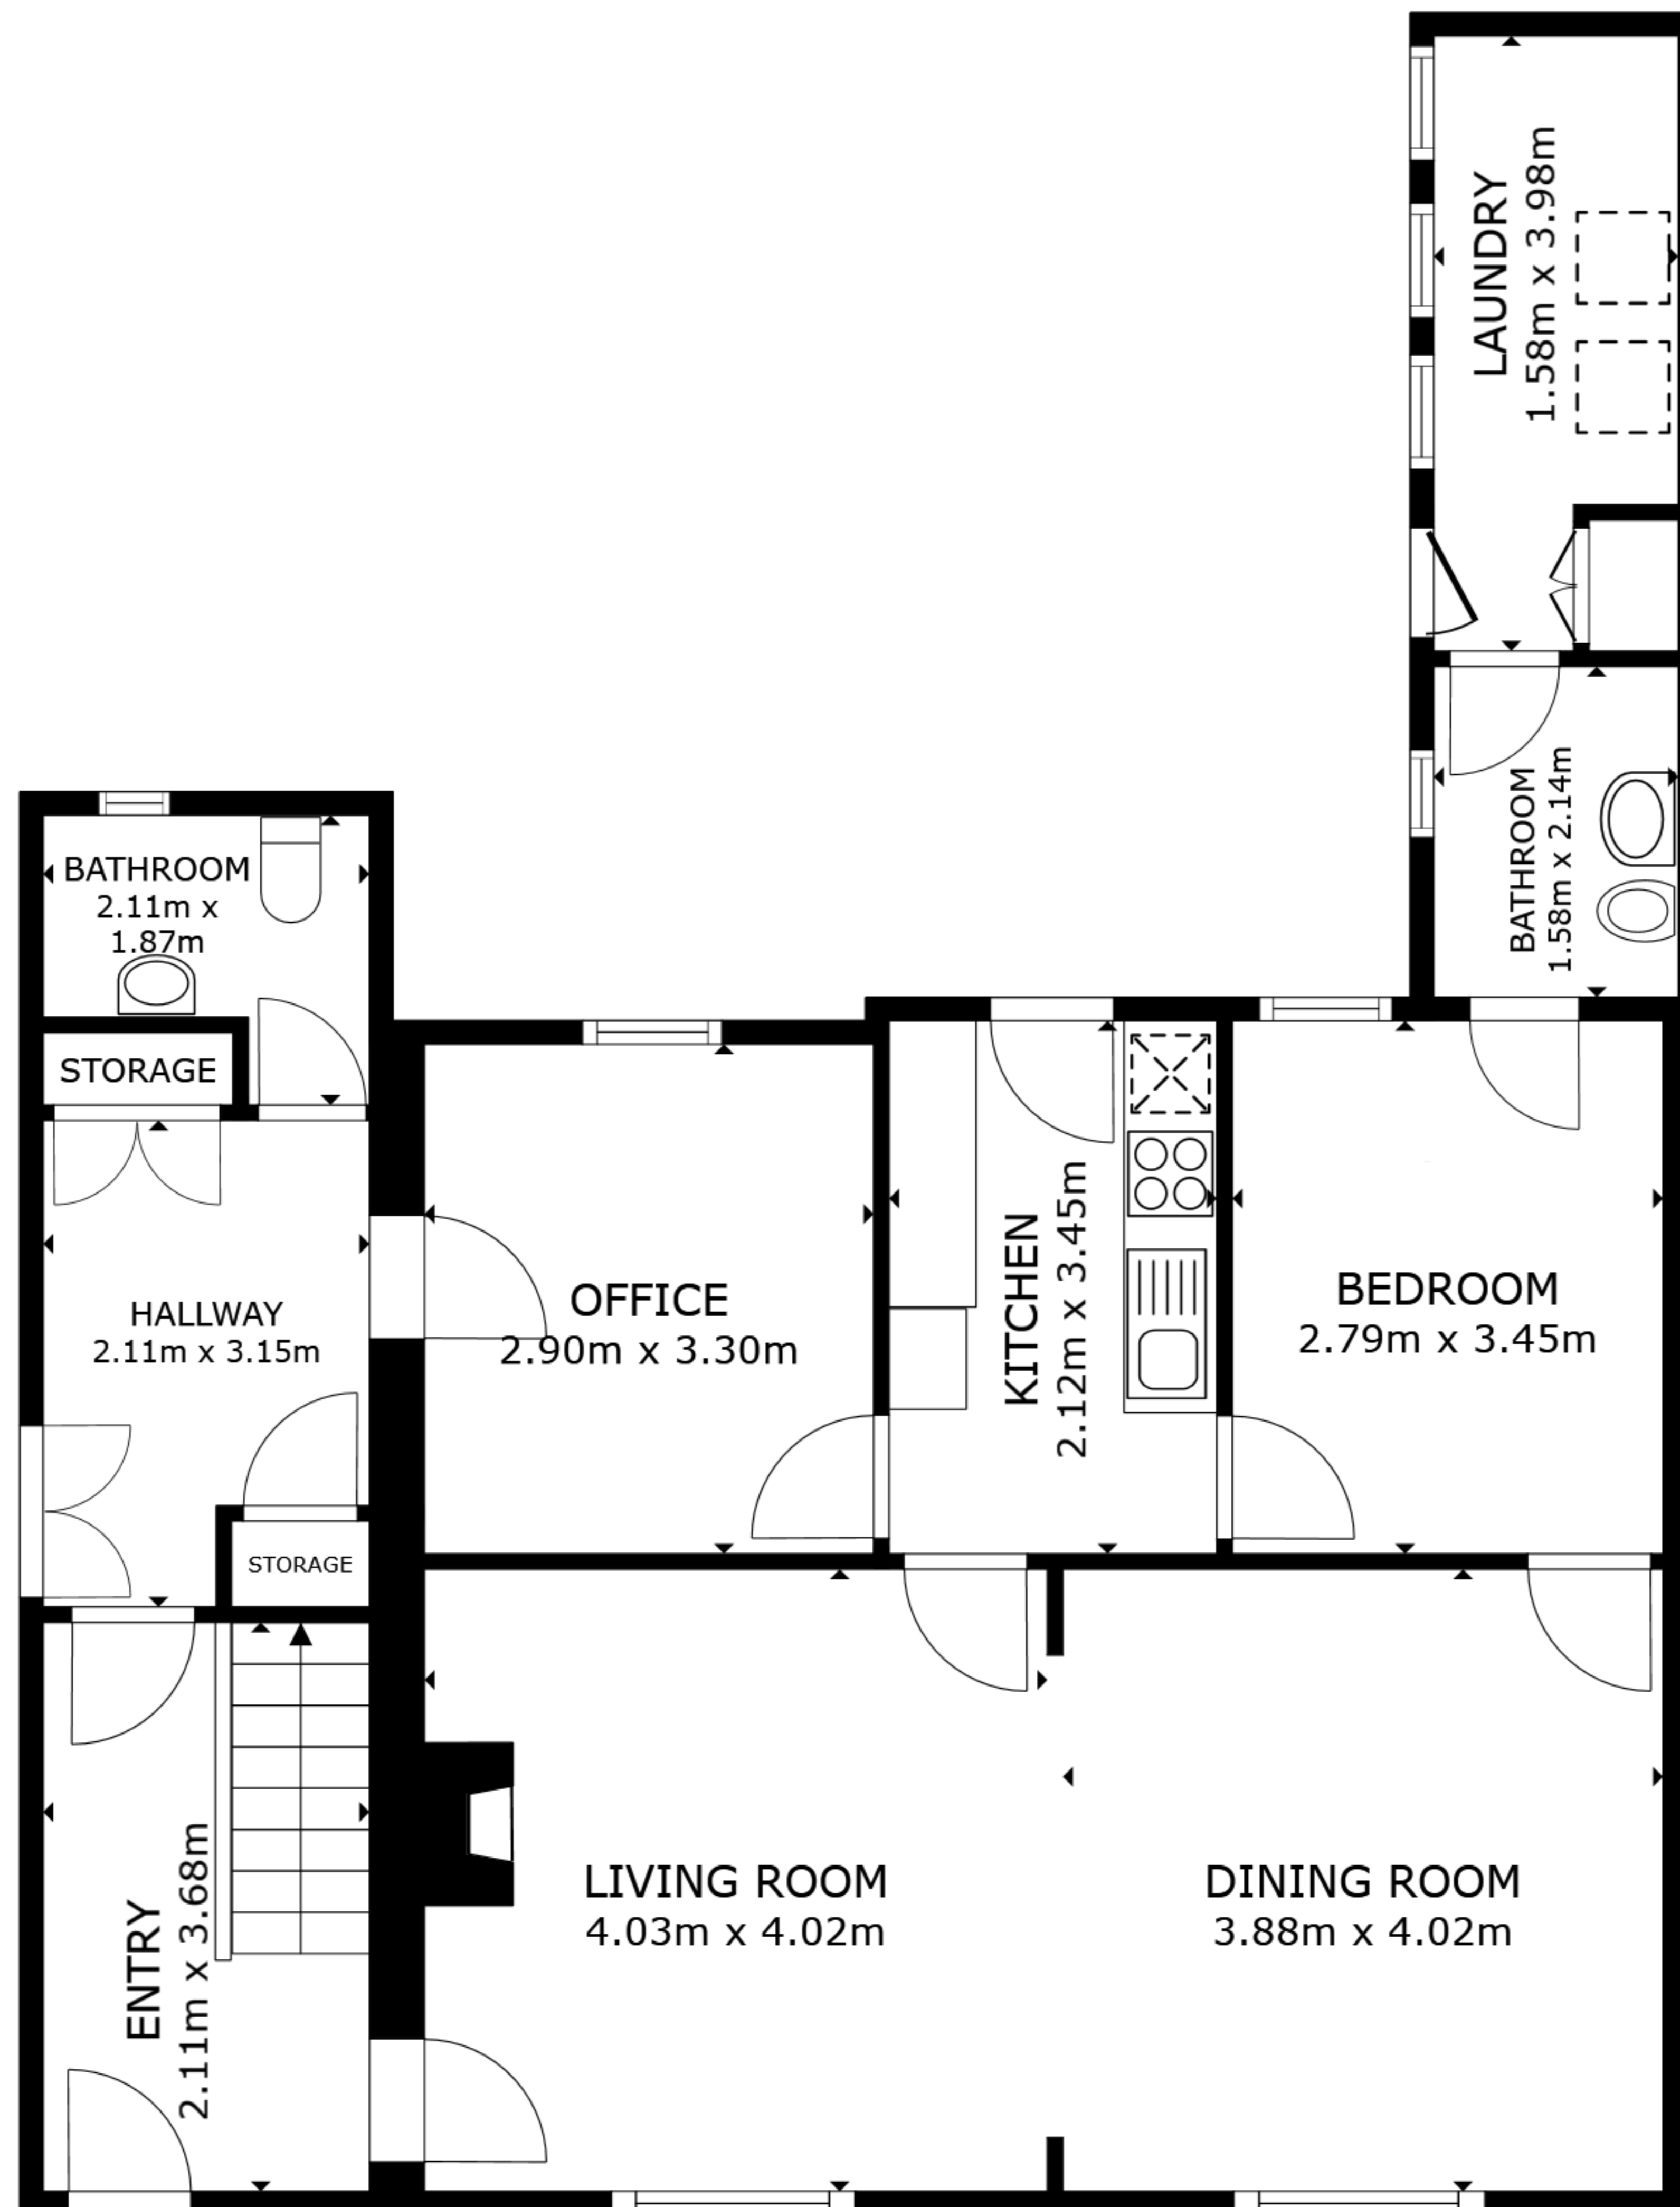 LAUNDRY
1.58m x 3.98m
BATHROOM
1.58m x 2.14m
BATHROOM
2.11m x
1.87m
STORAGE
HALLWAY
2.11m x 3.15m
OFFICE
2.90m x 3.30m
KITCHEN
2.12m x 3.45m
BEDROOM
2.79m x 3.45m
STORAGE
ENTRY
2.11m x 3.68m
LIVING ROOM
4.03m x 4.02m
DINING ROOM
3.88m x 4.02m